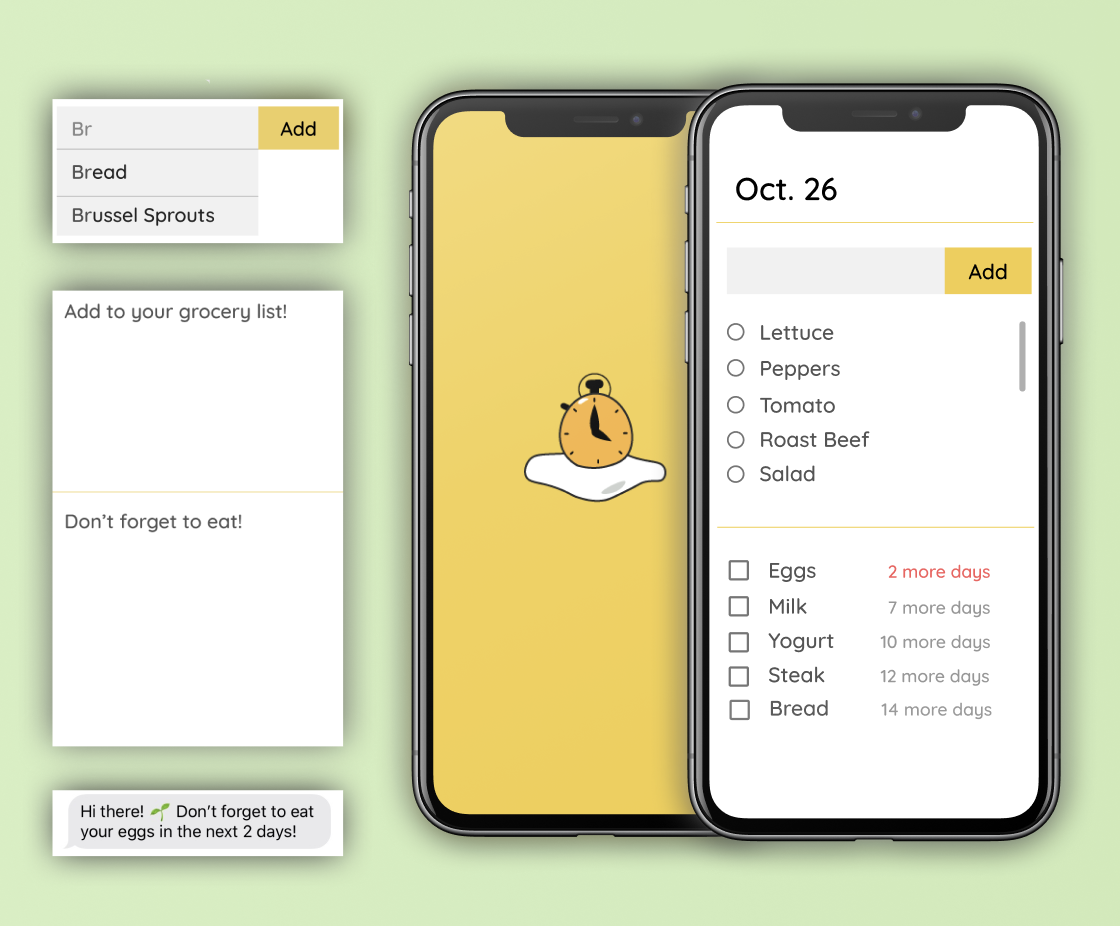 Br
Add
Bread
Brussel Sprouts
Add to your grocery list!
Don't forget to eat!
Hi there! 🌱 Don't forget to eat
your eggs in the next 2 days!
Oct. 26
Add
Lettuce
Peppers
Tomato
Roast Beef
Salad
Eggs 2 more days
Milk 7 more days
Yogurt 10 more days
Steak 12 more days
Bread 14 more days